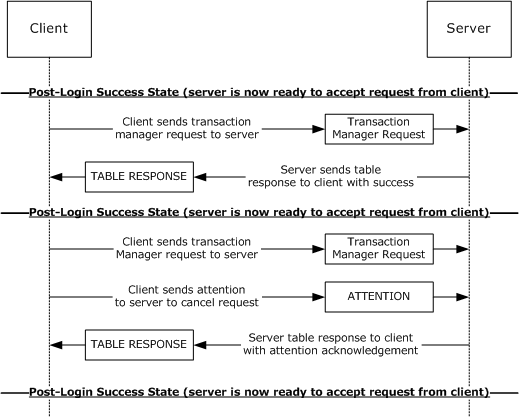 Client
Server
Post-Login Success State (server is now ready to accept request from client)
Client sends transaction
manager request to server
Transaction
Manager Request
TABLE RESPONSE
Server sends table
response to client with success
Post-Login Success State (server is now ready to accept request from client)
Client sends transaction
Manager request to server
Transaction
Manager Request
Client sends attention
to server to cancel request
ATTENTION
TABLE RESPONSE
Server table response to client
with attention acknowledgement
Post-Login Success State (server is now ready to accept request from client)